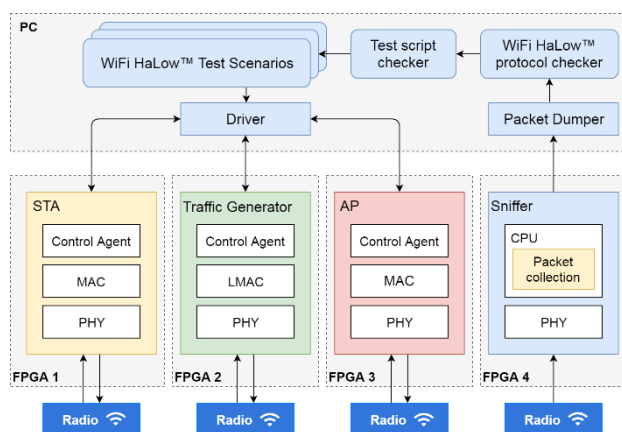 PC
WiFi HaLow™ Test Scenarios
Test script
checker
WiFi HaLow™
protocol checker
Driver
Packet Dumper
STA
Control Agent
MAC
PHY
FPGA 1
Traffic Generator
Control Agent
LMAC
PHY
FPGA 2
AP
Control Agent
MAC
PHY
FPGA 3
Sniffer
CPU
Packet
collection
PHY
FPGA 4
Radio
Radio
Radio
Radio